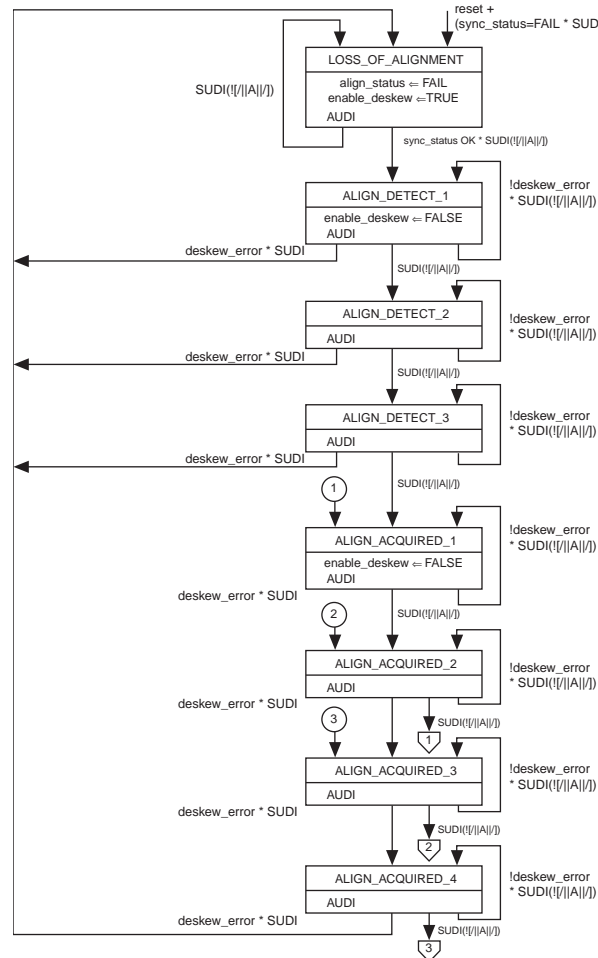 reset +
(sync_status=FAIL * SUD
LOSS_OF_ALIGNMENT
SUDI(![/||A||/])
align_status ⇐ FAIL
enable_deskew ⇐TRUE
AUDI
sync_status OK * SUDI(![/||A||/])
ALIGN_DETECT_1
!deskew_error
* SUDI(![/||A||/])
enable_deskew ⇐ FALSE
AUDI
deskew_error * SUDI
SUDI(![/||A||/])
ALIGN_DETECT_2
!deskew_error
* SUDI(![/||A||/])
AUDI
deskew_error * SUDI
SUDI(![/||A||/])
ALIGN_DETECT_3
!deskew_error
* SUDI(![/||A||/])
AUDI
deskew_error * SUDI
SUDI(![/||A||/])
1
ALIGN_ACQUIRED_1
!deskew_error
* SUDI(![/||A||/])
enable_deskew ⇐ FALSE
AUDI
deskew_error * SUDI
SUDI(![/||A||/])
2
ALIGN_ACQUIRED_2
!deskew_error
* SUDI(![/||A||/])
AUDI
deskew_error * SUDI
SUDI(![/||A||/])
1
3
ALIGN_ACQUIRED_3
!deskew_error
* SUDI(![/||A||/])
AUDI
deskew_error * SUDI
SUDI(![/||A||/])
2
ALIGN_ACQUIRED_4
!deskew_error
* SUDI(![/||A||/])
AUDI
deskew_error * SUDI
SUDI(![/||A||/])
3